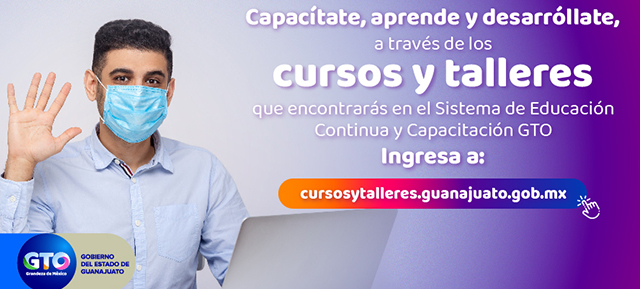 Capacítate, aprende y desarróllate,
a través de los
cursos y talleres
que encontrarás en el Sistema de Educación
Continua y Capacitación GTO
Ingresa a:
cursosytalleres.guanajuato.gob.mx
GTO
Grandeza de México
GOBIERNO
DEL ESTADO DE
GUANAJUATO